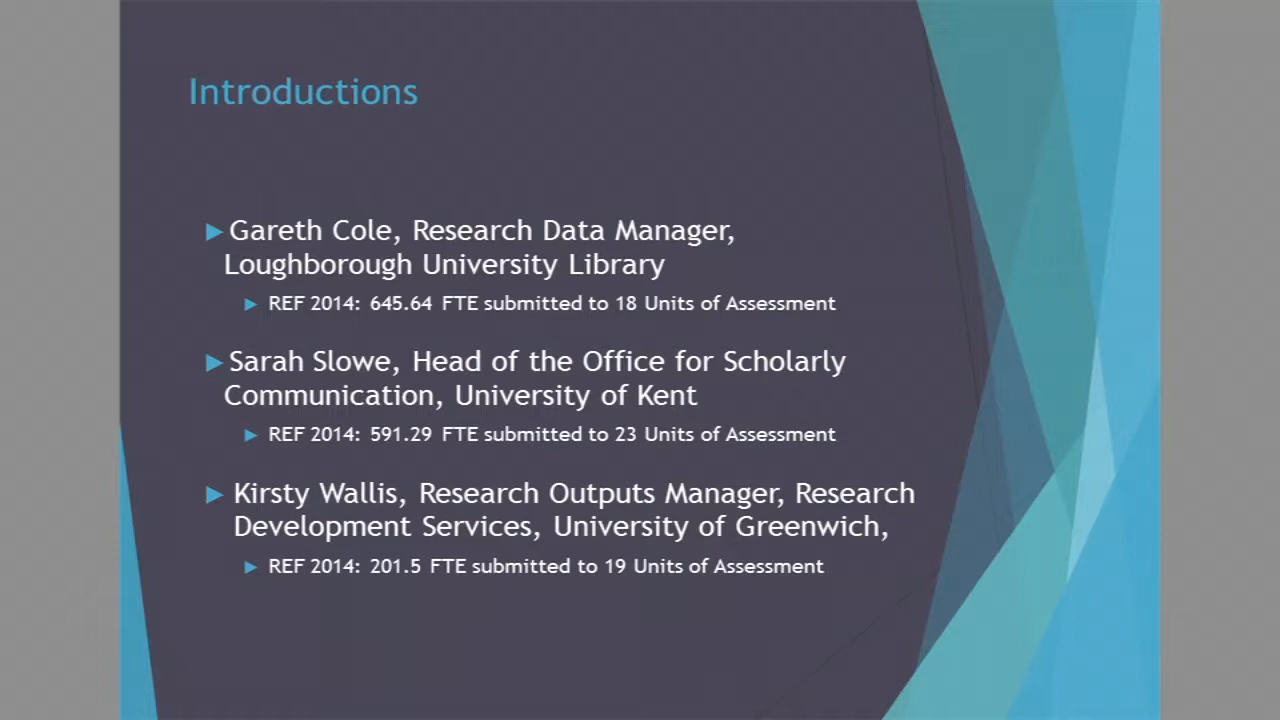 Introductions
Gareth Cole, Research Data Manager,
Loughborough University Library
REF 2014: 645.64 FTE submitted to 18 Units of Assessment
Sarah Slowe, Head of the Office for Scholarly
Communication, University of Kent
REF 2014: 591.29 FTE submitted to 23 Units of Assessment
Kirsty Wallis, Research Outputs Manager, Research
Development Services, University of Greenwich,
REF 2014: 201.5 FTE submitted to 19 Units of Assessment